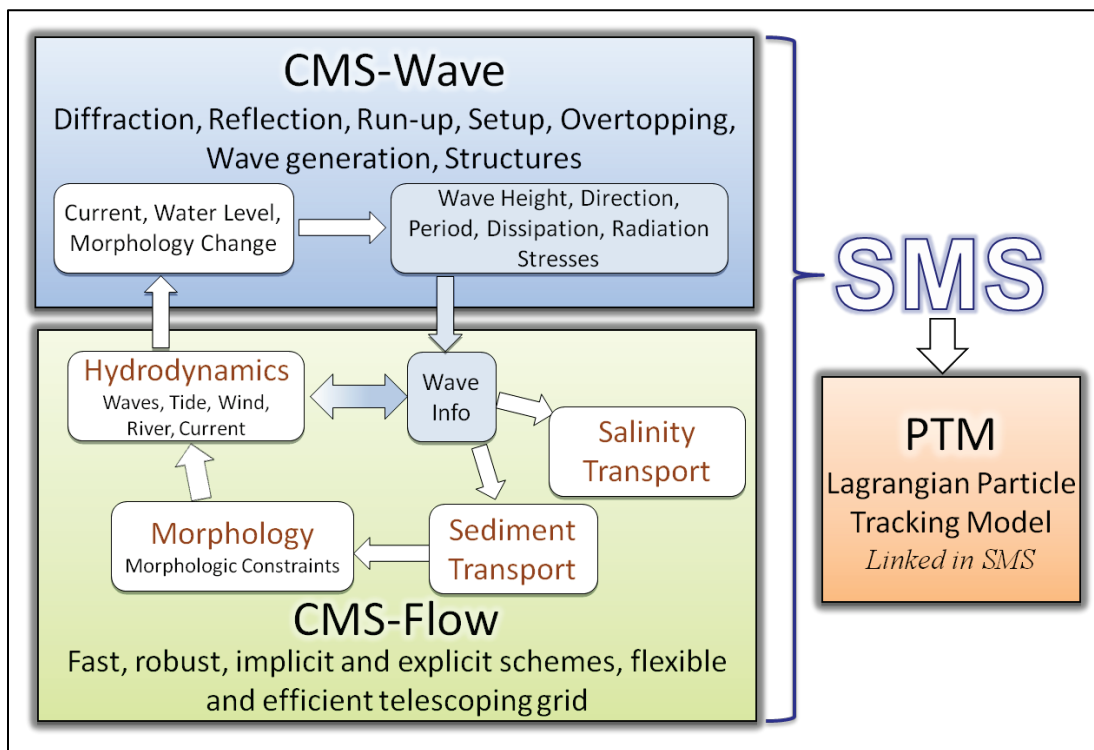 CMS-Wave
Diffraction, Reflection, Run-up, Setup, Overtopping,
Wave generation, Structures
Current, Water Level,
Morphology Change
Wave Height, Direction,
Period, Dissipation, Radiation
Stresses
Hydrodynamics
Waves, Tide, Wind,
River, Current
Wave
Info
Salinity
Transport
Morphology
Morphologic Constraints
Sediment
Transport
CMS-Flow
Fast, robust, implicit and explicit schemes, flexible
and efficient telescoping grid
SMS
PTM
Lagrangian Particle
Tracking Model
Linked in SMS